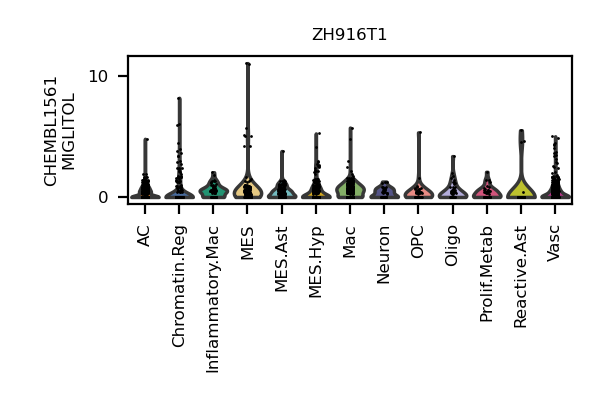 ZH916T1
CHEMBL1561
MIGLITOL
10
0
AC
Chromatin.Reg
Inflammatory.Mac
MES
MES.Ast
MES.Hyp
Mac
Neuron
OPC
Oligo
Prolif.Metab
Reactive.Ast
Vasc